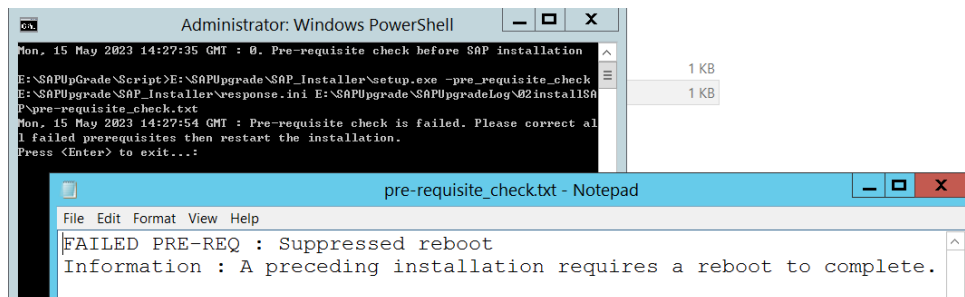 Administrator: Windows PowerShell
Mon, 15 May 2023 14:27:35 GMT : 0. Pre-requisite check before SAP installation
E:\SAPUpGrade\Script>E:\SAPUpgrade\SAP_Installer\setup.exe -pre_requisite_check
E:\SAPUpgrade\SAP_Installer\response.ini E:\SAPUpgrade\SAPUpgradeLog\02installSA
P\pre-requisite_check.txt
Mon, 15 May 2023 14:27:54 GMT : Pre-requisite check is failed. Please correct al
l failed prerequisites then restart the installation.
Press <Enter> to exit...:
1 KB
1 KB
pre-requisite_check.txt - Notepad
File Edit Format View Help
FAILED PRE-REQ : Suppressed reboot
Information : A preceding installation requires a reboot to complete.